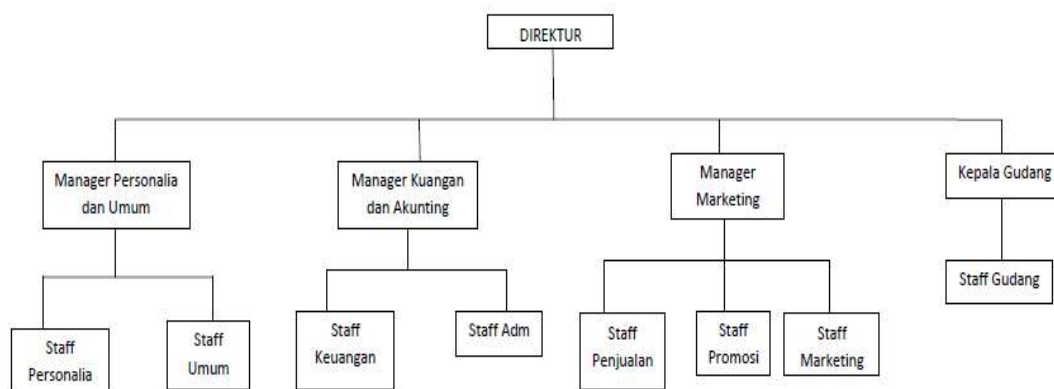 DIREKTUR
Manager Personalia
dan Umum
Manager Kuangan
dan Akunting
Manager
Marketing
Kepala Gudang
Staff Gudang
Staff
Personalia
Staff
Umum
Staff
Keuangan
Staff Adm
Staff
Penjualan
Staff
Promosi
Staff
Marketing